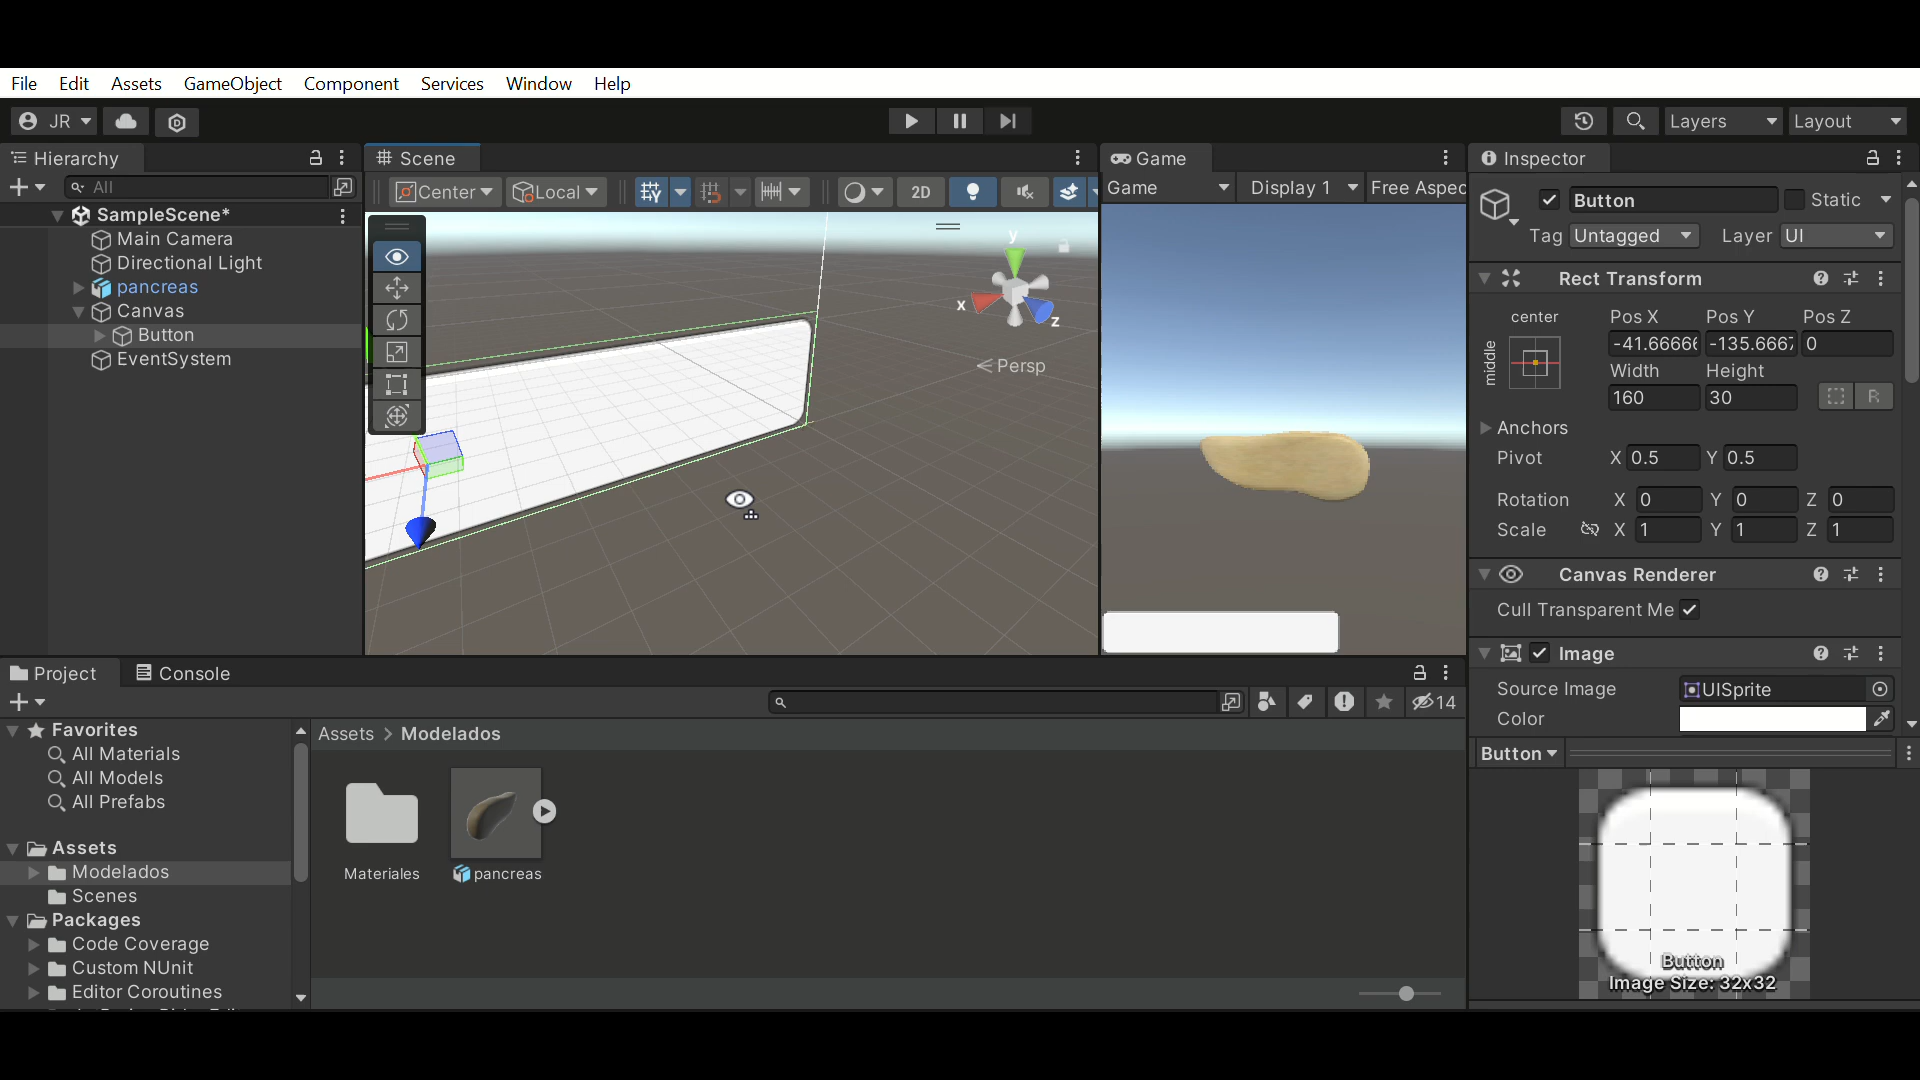 File Edit Assets GameObject Component Services Window Help
JR Layers Layout
Hierarchy
All
SampleScene*
Main Camera
Directional Light
pancreas
Canvas
Button
EventSystem
Scene
Center Local 2D
y
x
z
Persp
Game
Game Display 1 Free Aspec
Inspector
Button Static
Tag Untagged Layer UI
Rect Transform
center Pos X Pos Y Pos Z
middle -41.6666 -135.6667 0
Width Height
160 30 R
Anchors
Pivot X 0.5 Y 0.5
Rotation X 0 Y 0 Z 0
Scale X 1 Y 1 Z 1
Canvas Renderer
Cull Transparent Me
Image
Source Image UISprite
Color
Button
Button
Image Size: 32x32
Project Console
14
Favorites
All Materials
All Models
All Prefabs
Assets
Modelados
Scenes
Packages
Code Coverage
Custom NUnit
Editor Coroutines
Assets > Modelados
Materiales pancreas